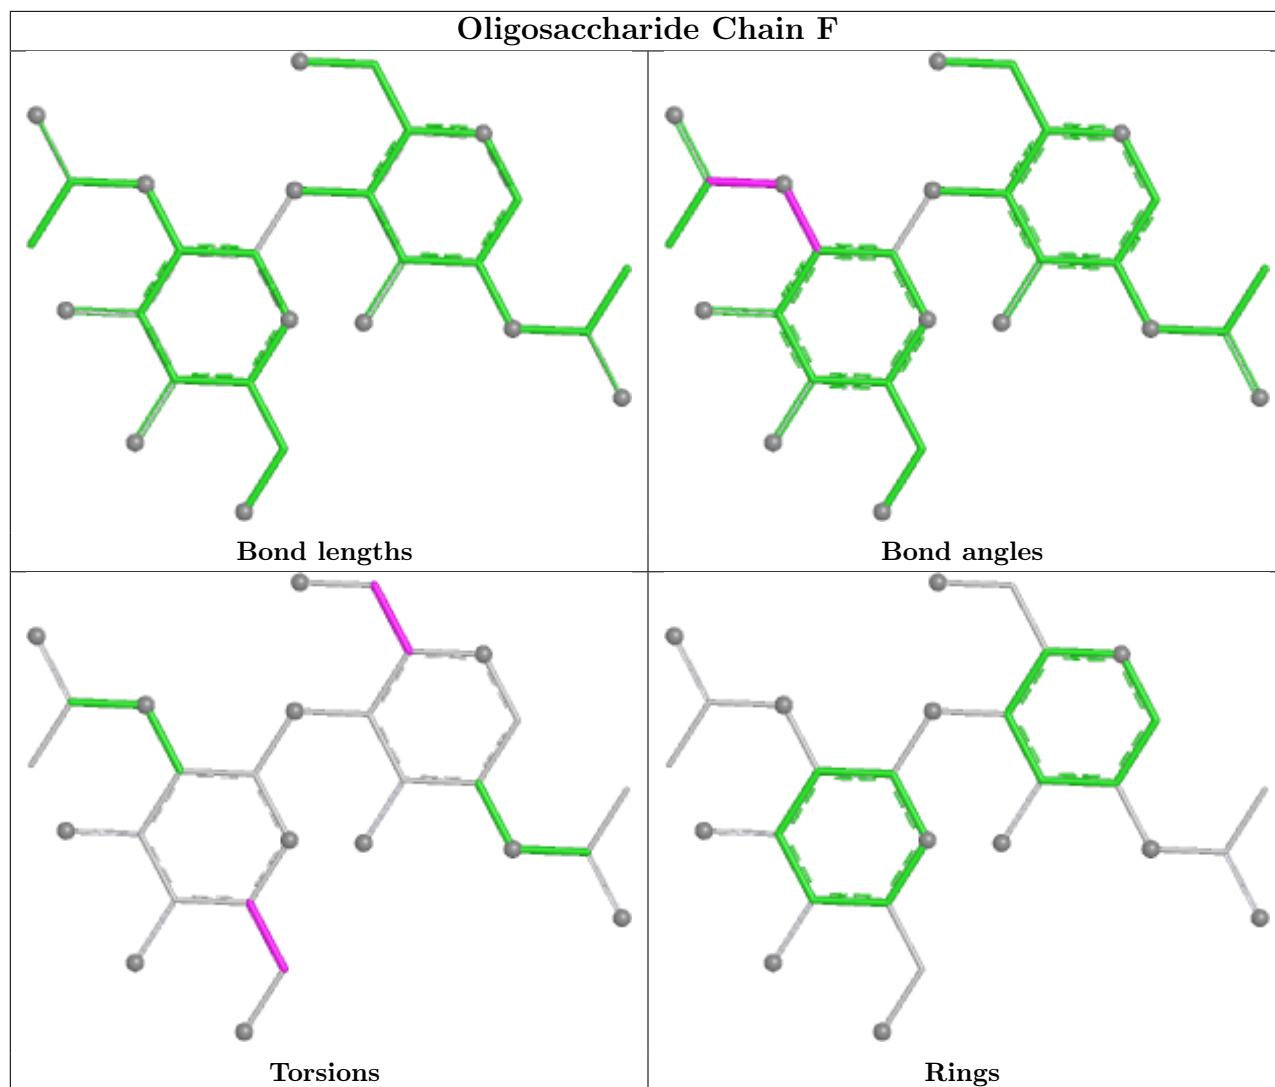 Oligosaccharide Chain F
Bond lengths
Bond angles
Torsions
Rings